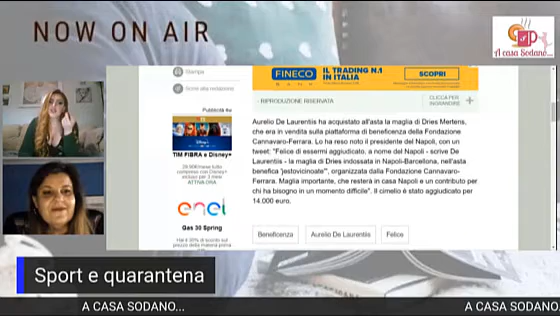 NOW ON AIR
A casa Sodano...
Stampa
Scrivi alla redazione
FINECO
BANK
IL TRADING N.1
IN ITALIA
SCOPRI
RIPRODUZIONE RISERVATA
CLICCA PER
INGRANDIRE
Pubblicità
TIM FIBRA e Disney+
ATTIVA ORA
enel
Gas 30 Spring
Aurelio De Laurentiis ha acquistato all'asta la maglia di Dries Mertens,
che era in vendita sulla piattaforma di beneficenza della Fondazione
Cannavaro-Ferrara. Lo ha reso noto il presidente del Napoli, con un
tweet: "Felice di essermi aggiudicato, a nome del Napoli - scrive De
Laurentiis - la maglia di Dries indossata in Napoli-Barcellona, nell'asta
benefica 'jestovicinoate'", organizzata dalla Fondazione Cannavaro-
Ferrara. Maglia importante, che resterà in casa Napoli e un contributo per
chi ha bisogno in un momento difficile". Il cimelio è stato aggiudicato per
14.000 euro.
Beneficenza
Aurelio De Laurentiis
Felice
Sport e quarantena
A CASA SODANO...
A CASA SODANO...